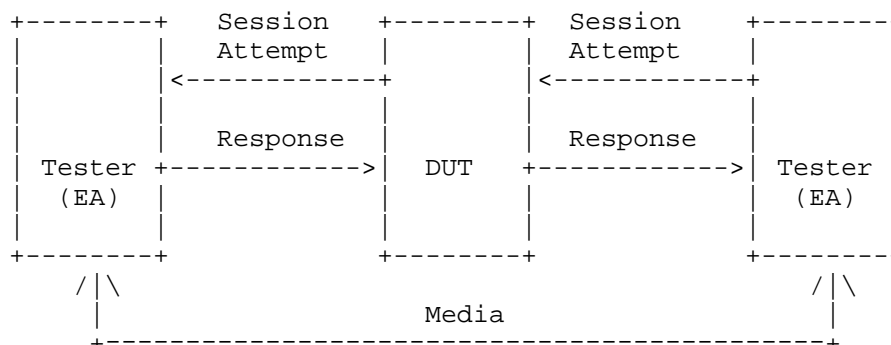 Session Session
Attempt Attempt
Response Response
Tester DUT Tester
(EA) (EA)
Media